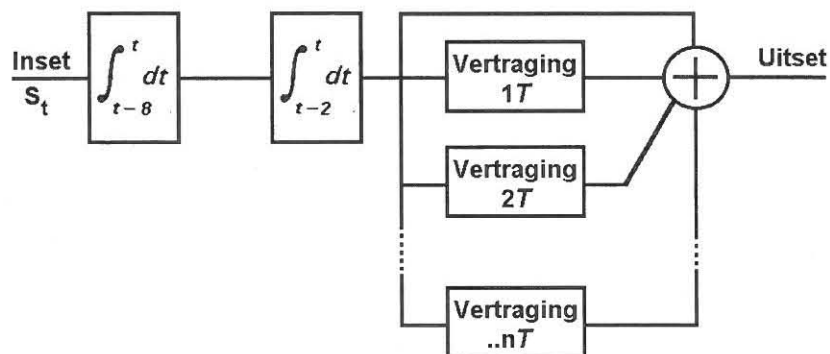 Inset
S_t
∫_{t-8}^{t} dt
∫_{t-2}^{t} dt
Vertraging
1T
Uitset
Vertraging
2T
Vertraging
..nT